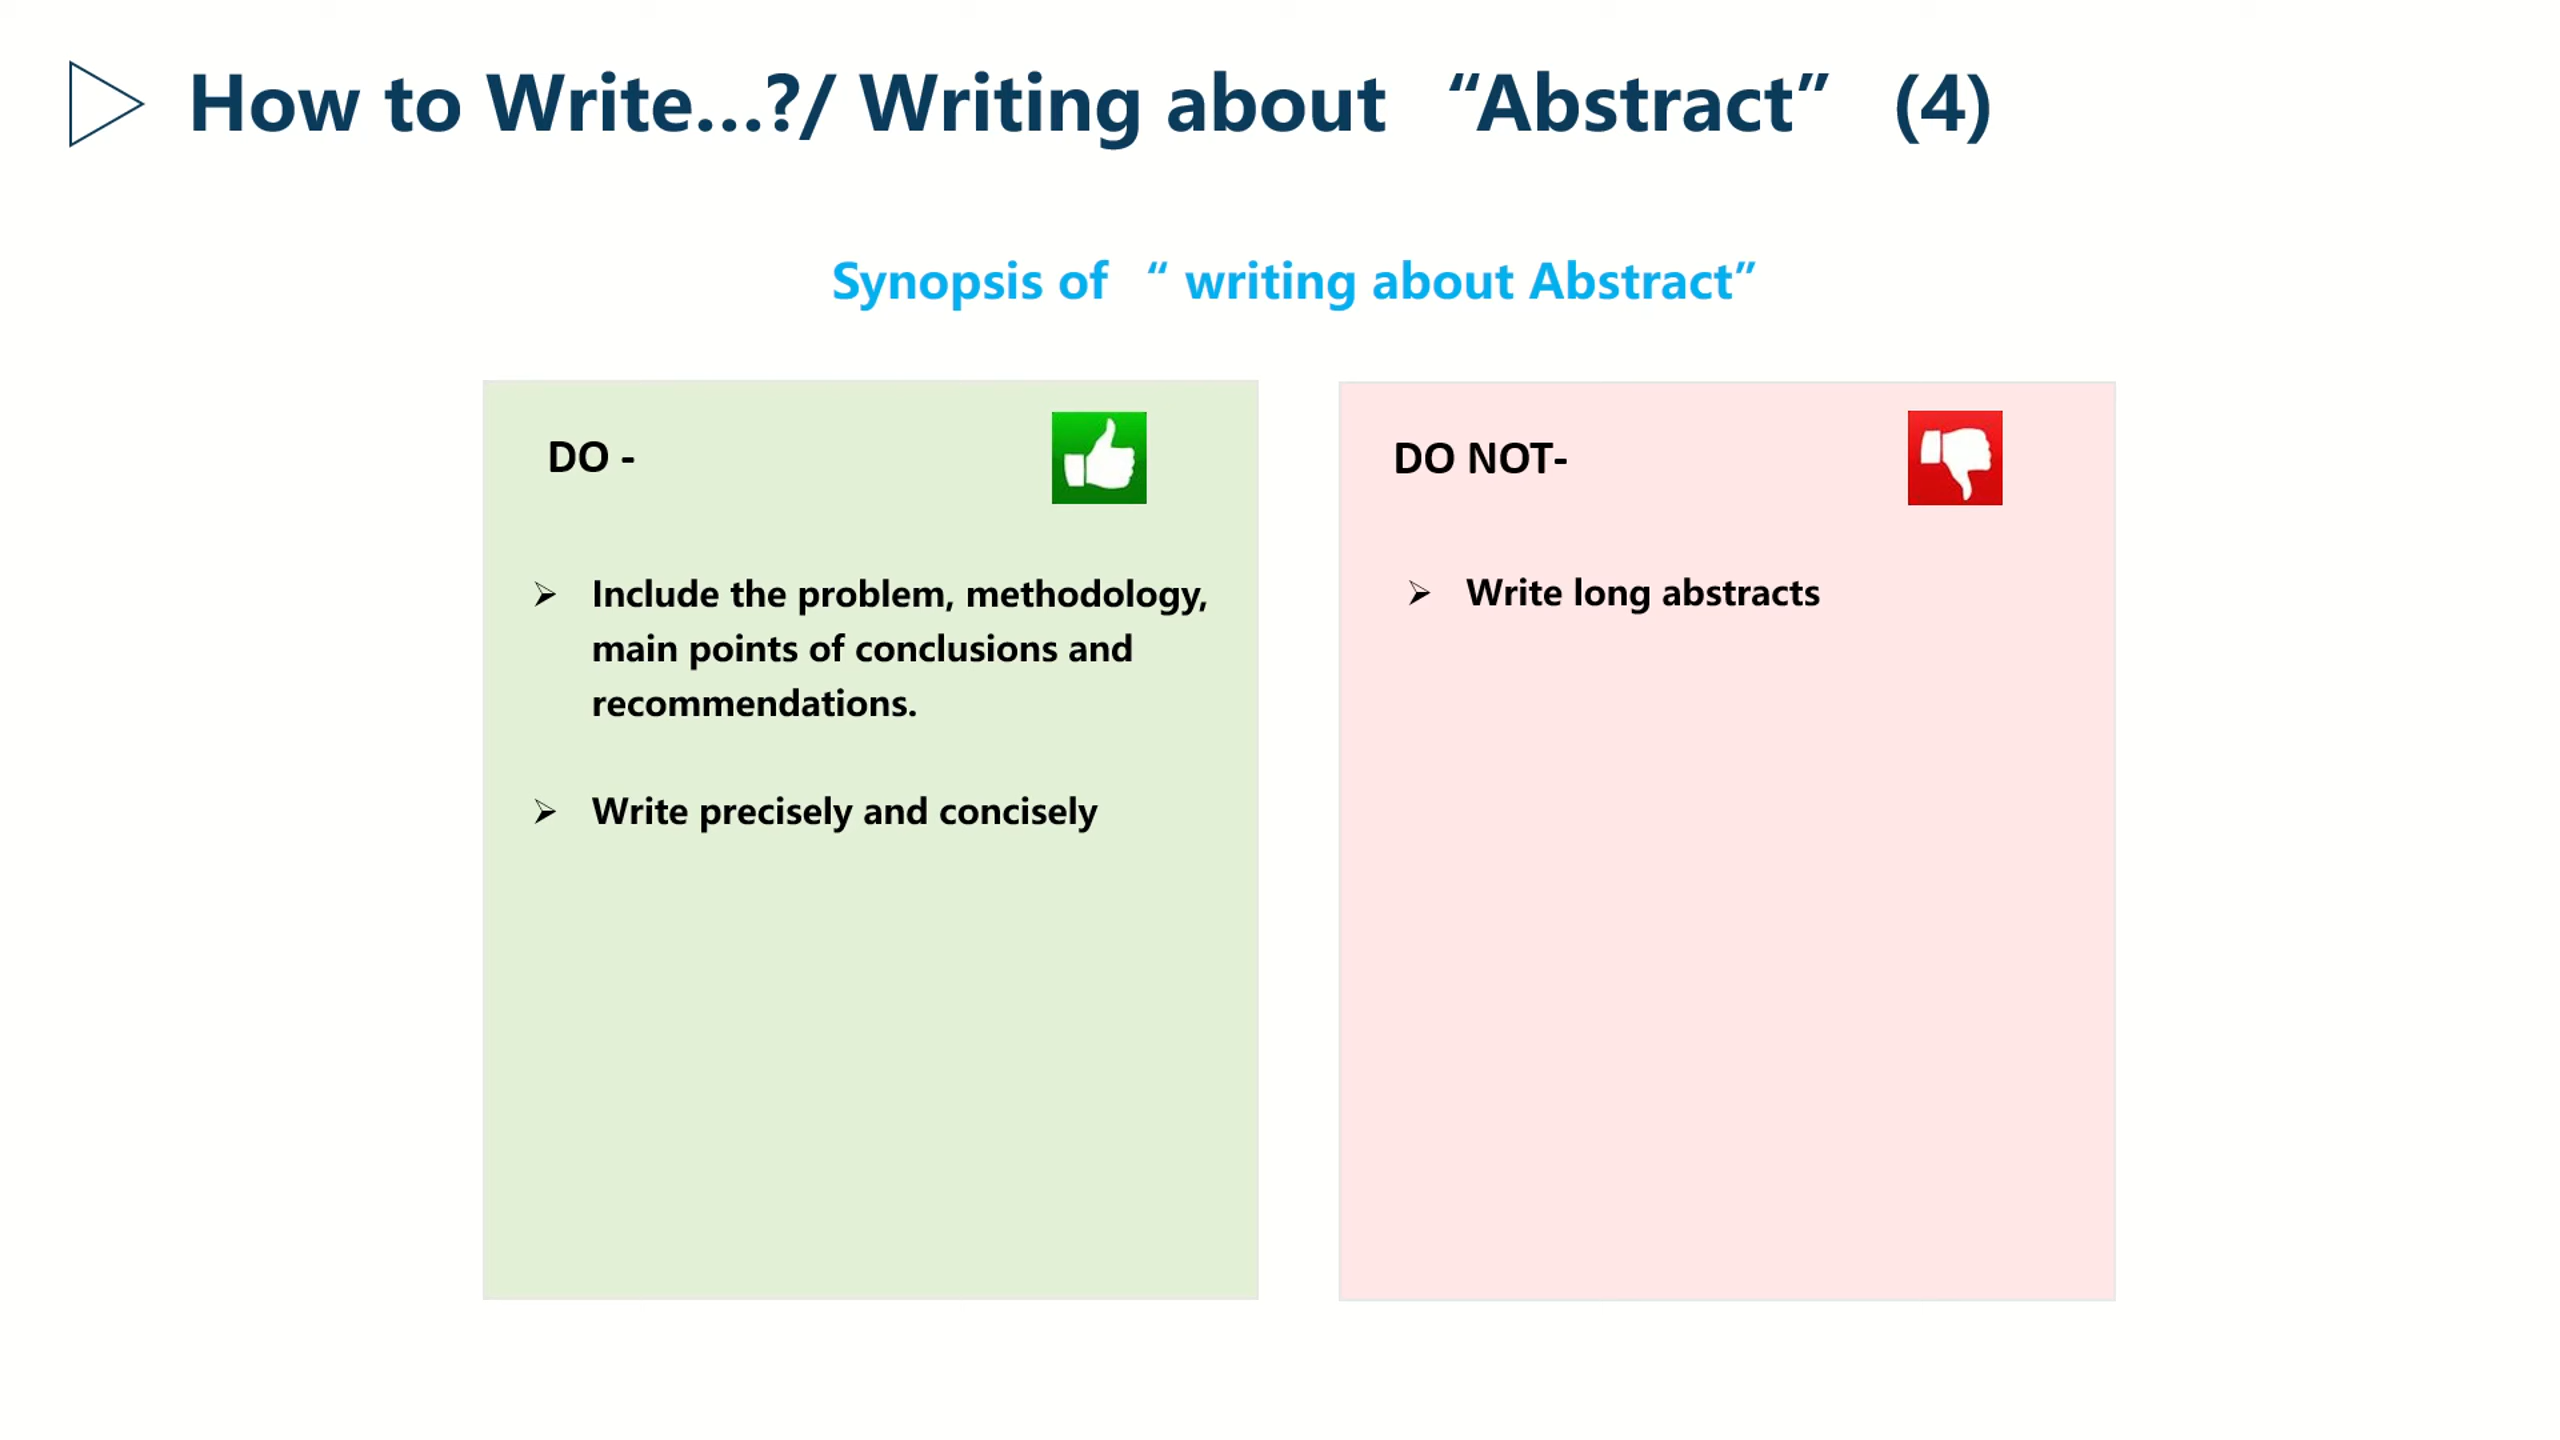 How to Write...?/ Writing about “Abstract” (4)
Synopsis of “ writing about Abstract”
DO -
Include the problem, methodology,
main points of conclusions and
recommendations.
Write precisely and concisely
DO NOT-
Write long abstracts